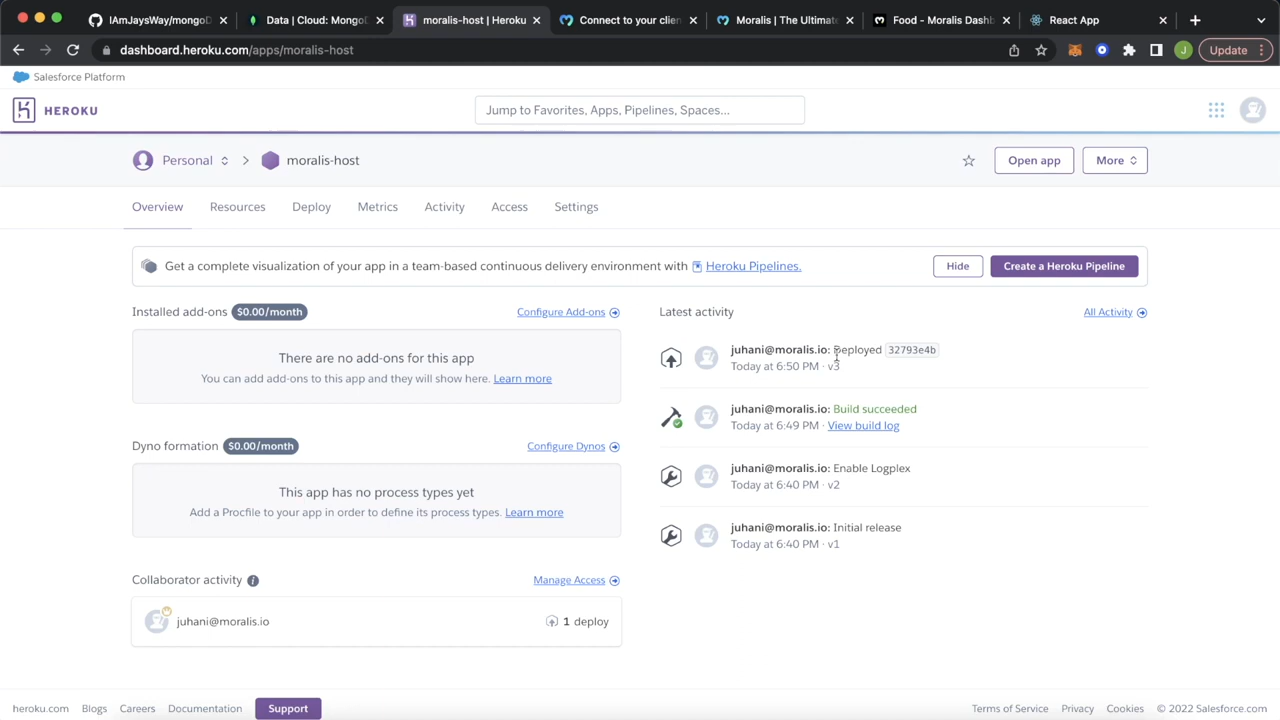 IAmJaysWay/mongoD
Data | Cloud: MongoD
moralis-host | Heroku
Connect to your clien
Moralis | The Ultimate
Food - Moralis Dashb
React App
dashboard.heroku.com/apps/moralis-host
J
Update
Salesforce Platform
HEROKU
Jump to Favorites, Apps, Pipelines, Spaces...
Personal
moralis-host
Open app
More
Overview
Resources
Deploy
Metrics
Activity
Access
Settings
Get a complete visualization of your app in a team-based continuous delivery environment with Heroku Pipelines.
Hide
Create a Heroku Pipeline
Installed add-ons $0.00/month
Configure Add-ons
There are no add-ons for this app
You can add add-ons to this app and they will show here. Learn more
Dyno formation $0.00/month
Configure Dynos
This app has no process types yet
Add a Procfile to your app in order to define its process types. Learn more
Collaborator activity
Manage Access
juhani@moralis.io
1 deploy
Latest activity
All Activity
juhani@moralis.io: Deployed 32793e4b
Today at 6:50 PM · v3
juhani@moralis.io: Build succeeded
Today at 6:49 PM · View build log
juhani@moralis.io: Enable Logplex
Today at 6:40 PM · v2
juhani@moralis.io: Initial release
Today at 6:40 PM · v1
heroku.com
Blogs
Careers
Documentation
Support
Terms of Service
Privacy
Cookies
© 2022 Salesforce.com